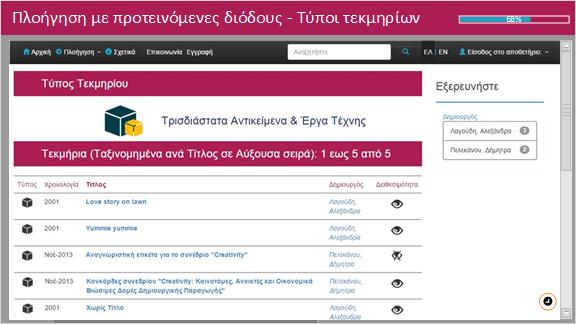 Πλοήγηση με προτεινόμενες διόδους - Τύποι τεκμηρίων
68%
Αρχική Πλοήγηση Σχετικά Επικοινωνία Εγγραφή Αναζητήστε ΕΛ | EN Είσοδος στο αποθετήριο:
Τύπος Τεκμηρίου
Τρισδιάστατα Αντικείμενα & Έργα Τέχνης
Τεκμήρια (Ταξινομημένα ανά Τίτλος σε Αύξουσα σειρά): 1 εως 5 από 5
Τύπος Χρονολογία Τίτλος Δημιουργός Διαθεσιμότητα
2001 Love story on lawn Λαγούδη, Αλεξάνδρα
2001 Yummie yummie Λαγούδη, Αλεξάνδρα
Νοέ-2013 Αναγνωριστική ετικέτα για το συνέδριο "Creativity" Πελεκάνου, Δήμητρα
Νοέ-2013 Κονκάρδες συνεδρίου "Creativity: Καινοτόμες, Ανοικτές και Οικονομικά Βιώσιμες Δομές Δημιουργικής Παραγωγής" Πελεκάνου, Δήμητρα
2001 Χωρίς Τίτλο Λαγούδη, Αλεξάνδρα
Εξερευνήστε
Δημιουργός
Λαγούδη, Αλεξάνδρα 3
Πελεκάνου, Δήμητρα 2